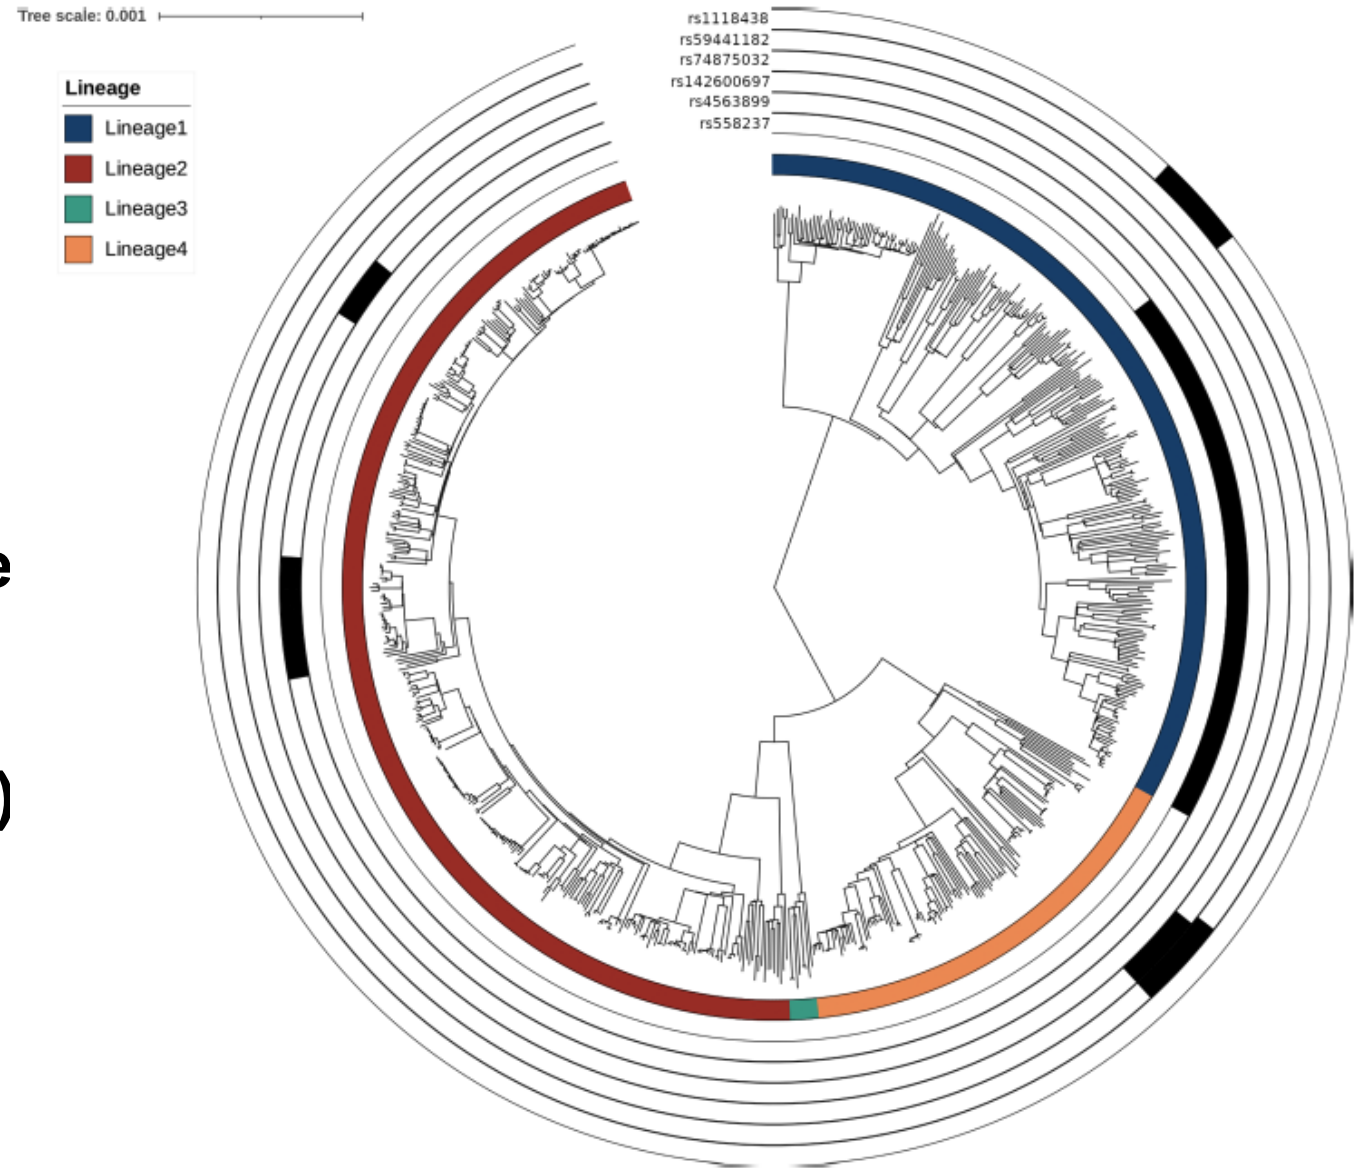 Tree scale: 0.001
rs1118438
rs59441182
rs74875032
rs142600697
rs4563899
rs558237
Lineage
Lineage1
Lineage2
Lineage3
Lineage4
e
)